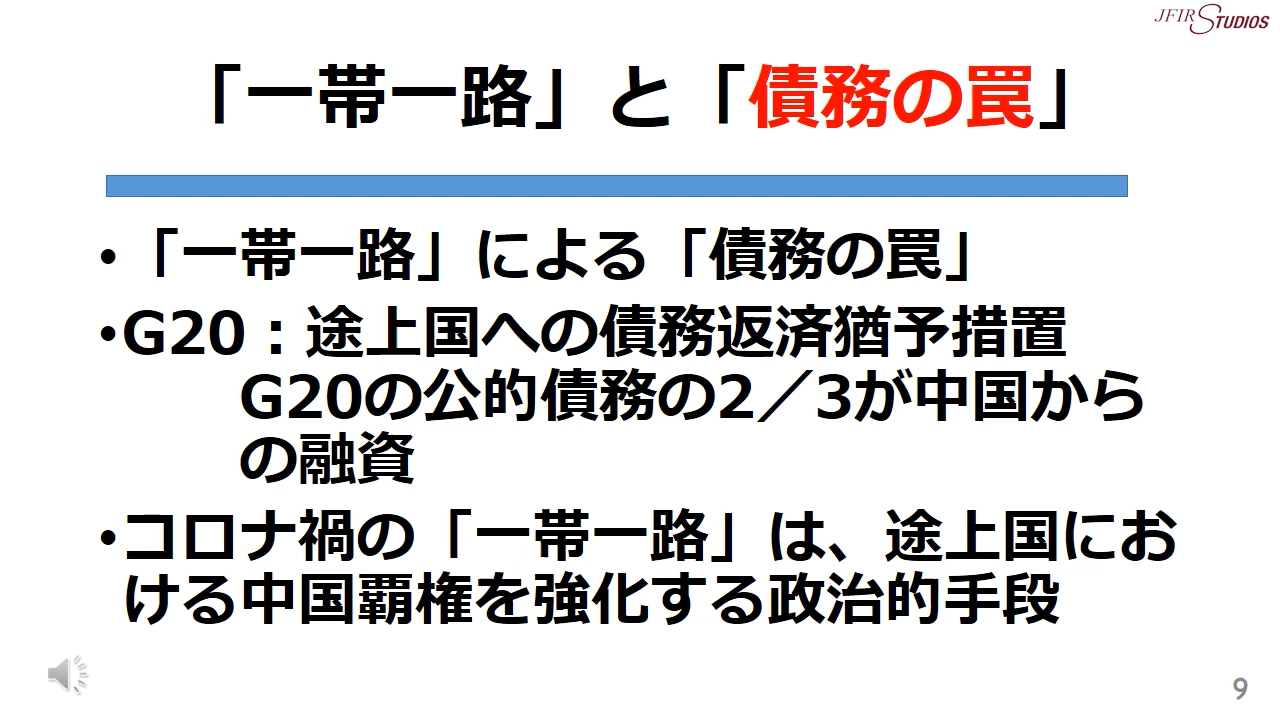 JFIR STUDIOS
「一帯一路」と「債務の罠」
•「一帯一路」による「債務の罠」
•G20：途上国への債務返済猶予措置
G20の公的債務の2／3が中国から
の融資
•コロナ禍の「一帯一路」は、途上国にお
ける中国覇権を強化する政治的手段
9